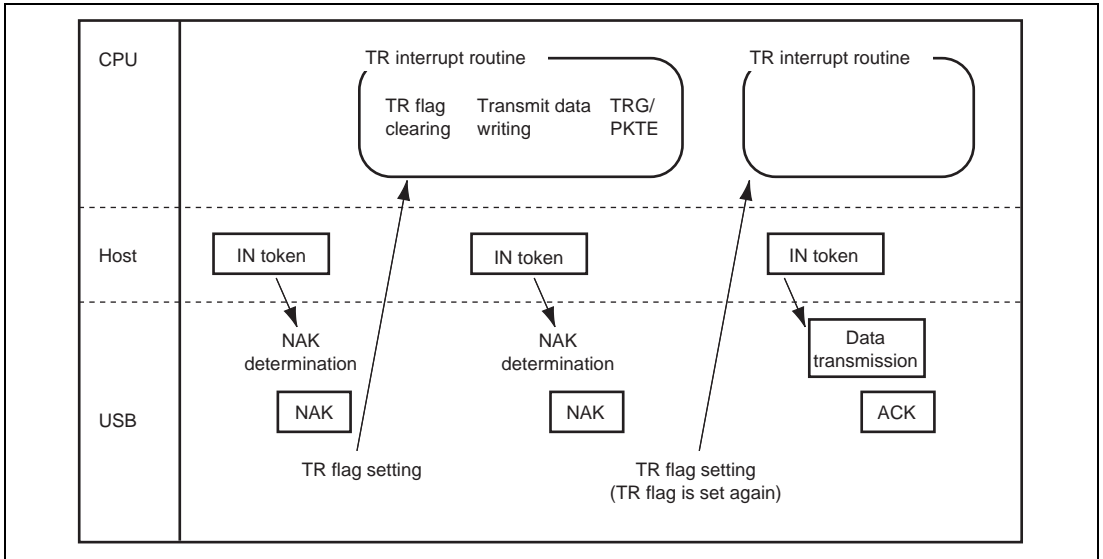 CPU
TR interrupt routine
TR interrupt routine
TR flag
clearing
Transmit data
writing
TRG/
PKTE
Host
IN token
IN token
IN token
USB
NAK
determination
NAK
determination
Data
transmission
NAK
NAK
ACK
TR flag setting
TR flag setting
(TR flag is set again)